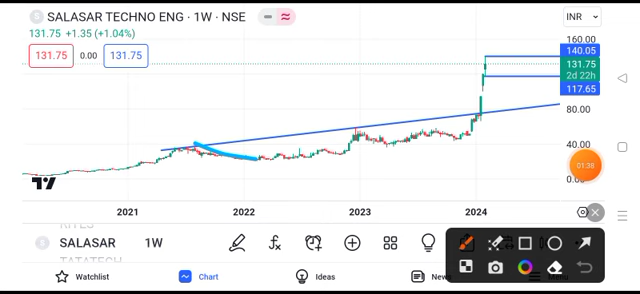 S SALASAR TECHNO ENG · 1W · NSE
INR
131.75 +1.35 (+1.04%)
131.75 0.00 131.75
160.00
140.05
131.75
2d 22h
117.65
80.00
40.00
0.00
01:38
2021 2022 2023 2024
S SALASAR 1W
Watchlist Chart Ideas News Menu